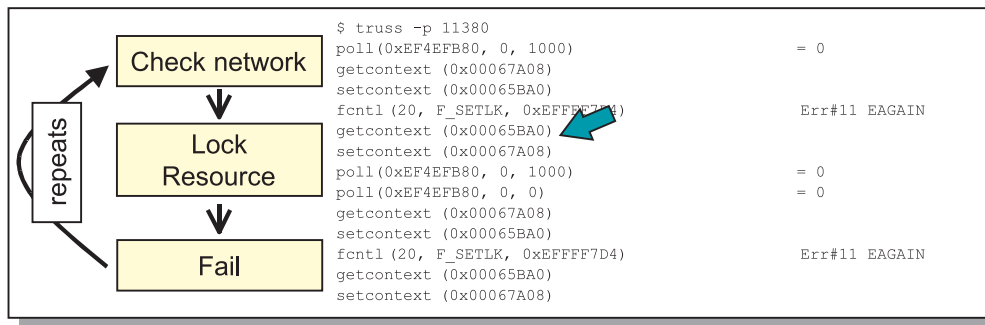 repeats
Check network
Lock
Resource
Fail
$ truss -p 11380
poll(0xEF4EFB80, 0, 1000) = 0
getcontext (0x00067A08)
setcontext (0x00065BA0)
fcntl (20, F_SETLK, 0xEFFFF7D4) Err#11 EAGAIN
getcontext (0x00065BA0)
setcontext (0x00067A08)
poll(0xEF4EFB80, 0, 1000) = 0
poll(0xEF4EFB80, 0, 0) = 0
getcontext (0x00067A08)
setcontext (0x00065BA0)
fcntl (20, F_SETLK, 0xEFFFF7D4) Err#11 EAGAIN
getcontext (0x00065BA0)
setcontext (0x00067A08)